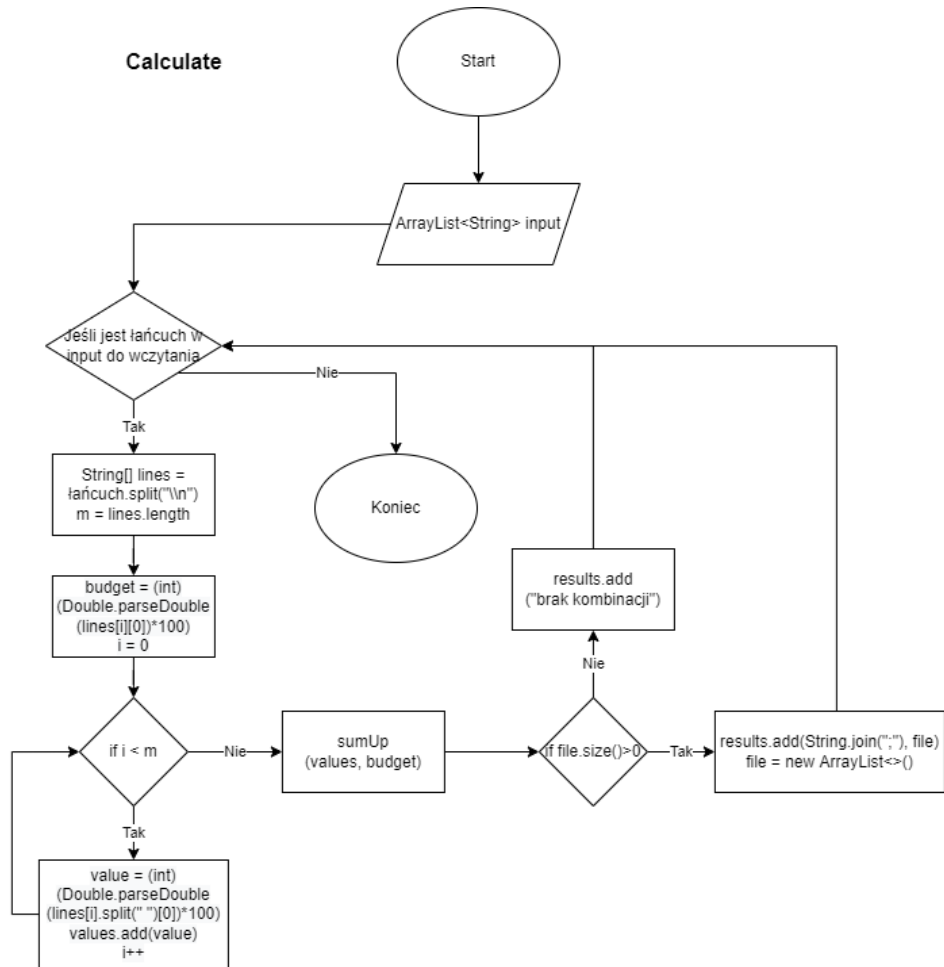 Calculate
Start
ArrayList<String> input
Jeśli jest łańcuch w
input do wczytania
Nie
Tak
String[] lines =
łańcuch.split("\\n")
m = lines.length
Koniec
budget = (int)
(Double.parseDouble
(lines[i][0])*100)
i = 0
results.add
("brak kombinacji")
Nie
if i < m
Nie
sumUp
(values, budget)
if file.size()>0
Tak
results.add(String.join(";"), file)
file = new ArrayList<>()
Tak
value = (int)
(Double.parseDouble
(lines[i].split(" ")[0])*100)
values.add(value)
i++